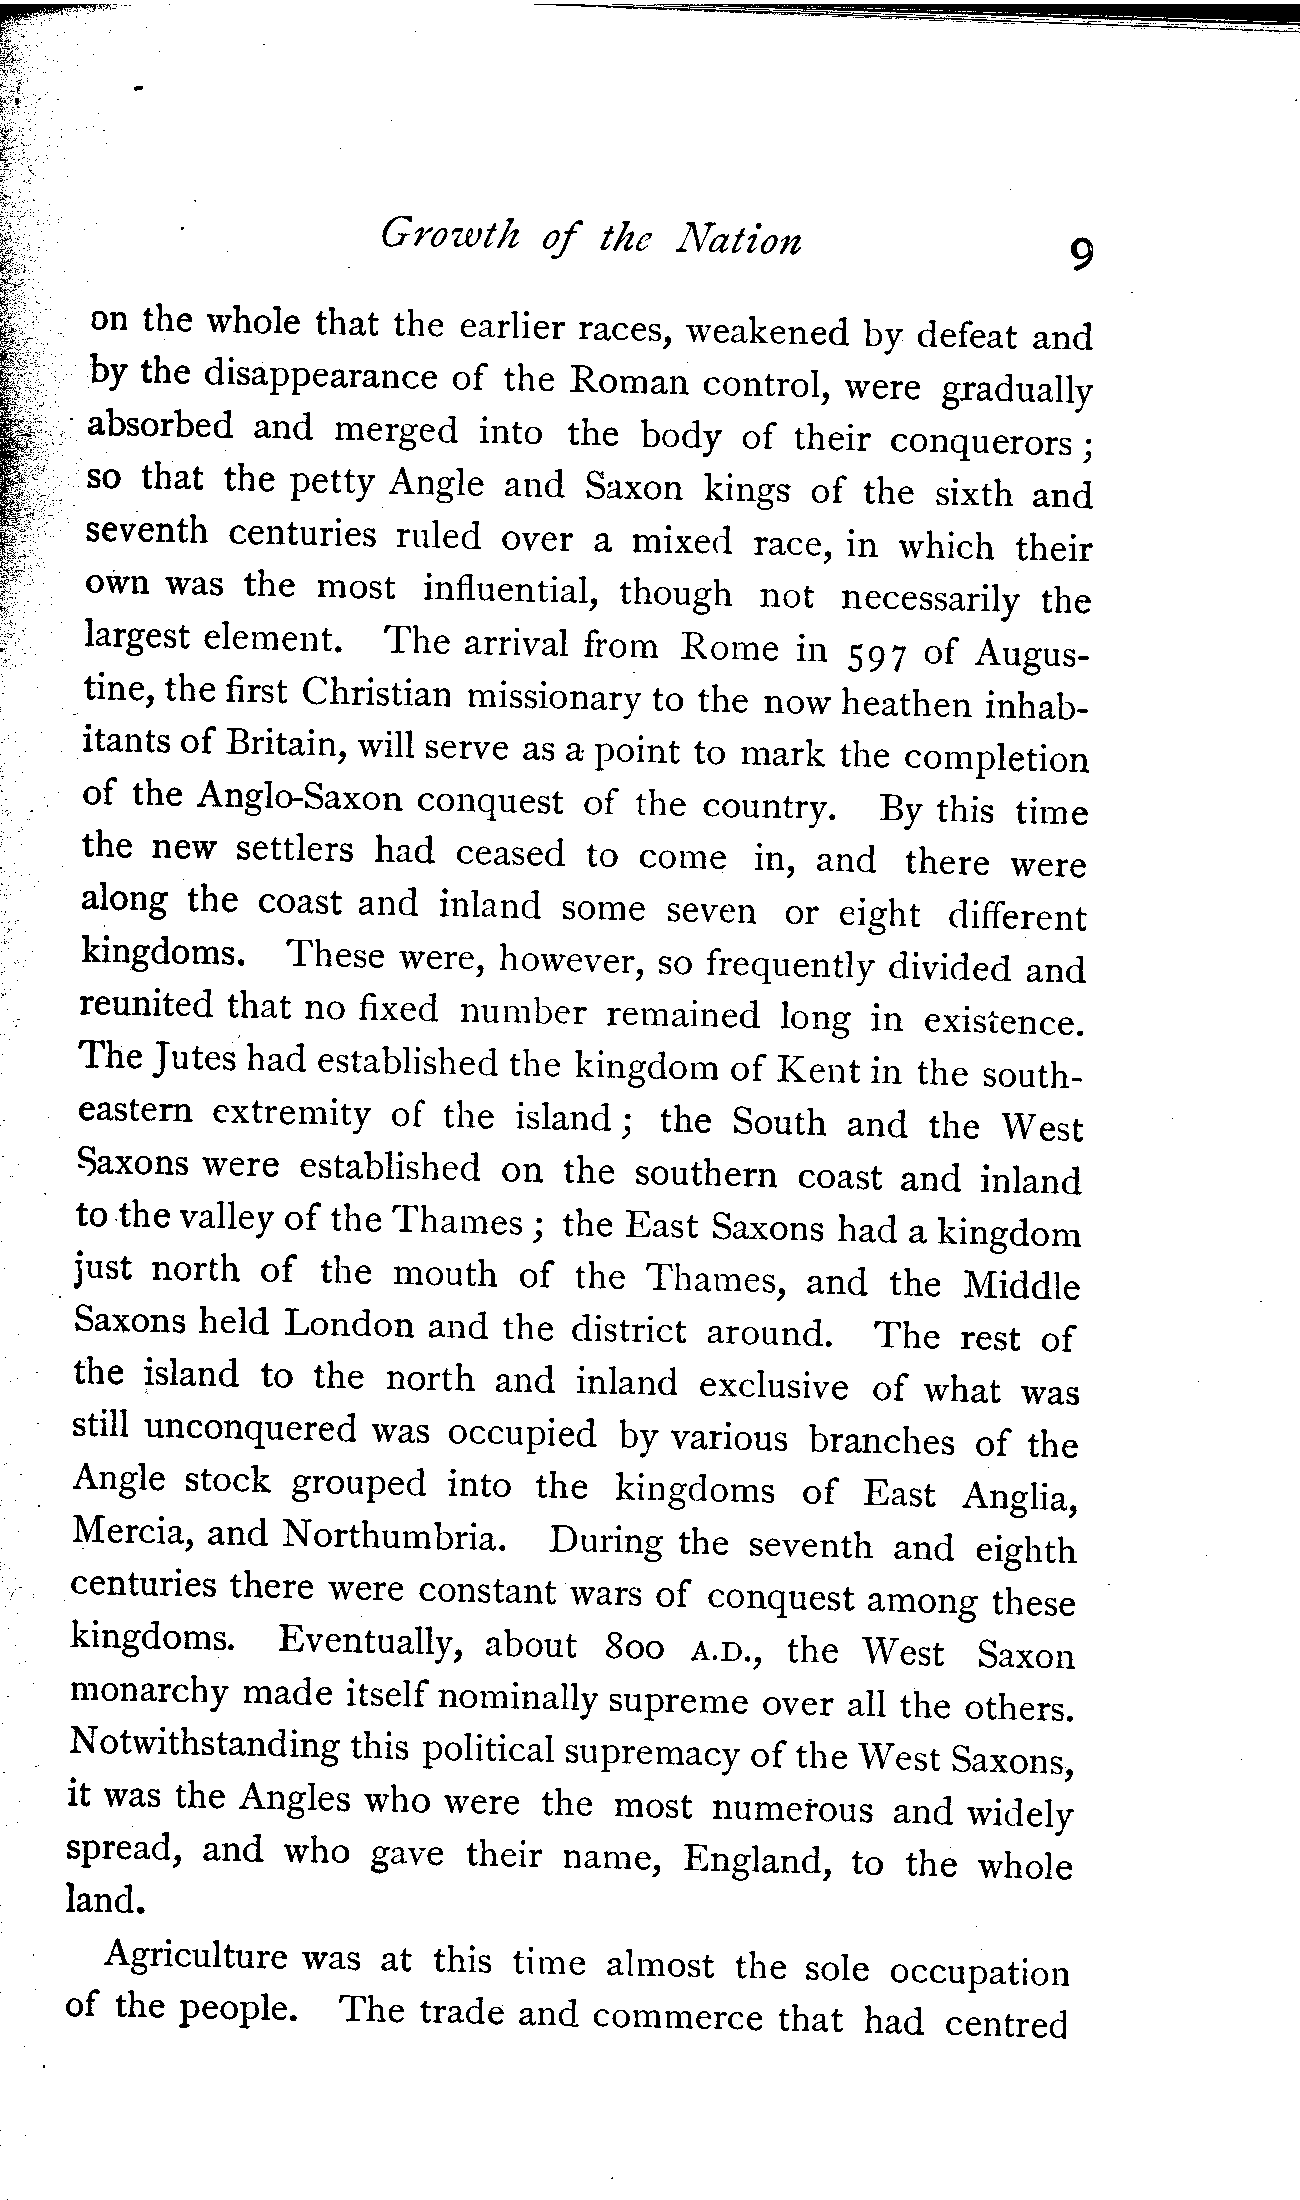 Growth of the Nation 9
on the whole that the earlier races, weakened by defeat and
by the disappearance of the Roman control, were gradually
absorbed and merged into the body of their conquerors ;
so that the petty Angle and Saxon kings of the sixth and
seventh centuries ruled over a mixed race, in which their
own was the most influential, though not necessarily the
largest element. The arrival from Rome in 597 of Augus-
tine, the first Christian missionary to the now heathen inhab-
itants of Britain, will serve as a point to mark the completion
of the Anglo-Saxon conquest of the country. By this time
the new settlers had ceased to come in, and there were
along the coast and inland some seven or eight different
kingdoms. These were, however, so frequently divided and
reunited that no fixed number remained long in existence.
The Jutes had established the kingdom of Kent in the south-
eastern extremity of the island ; the South and the West
Saxons were established on the southern coast and inland
to the valley of the Thames ; the East Saxons had a kingdom
just north of the mouth of the Thames, and the Middle
Saxons held London and the district around. The rest of
the island to the north and inland exclusive of what was
still unconquered was occupied by various branches of the
Angle stock grouped into the kingdoms of East Anglia,
Mercia, and Northumbria. During the seventh and eighth
centuries there were constant wars of conquest among these
kingdoms. Eventually, about 800 A.D., the West Saxon
monarchy made itself nominally supreme over all the others.
Notwithstanding this political supremacy of the West Saxons,
it was the Angles who were the most numerous and widely
spread, and who gave their name, England, to the whole
land.
Agriculture was at this time almost the sole occupation
of the people. The trade and commerce that had centred